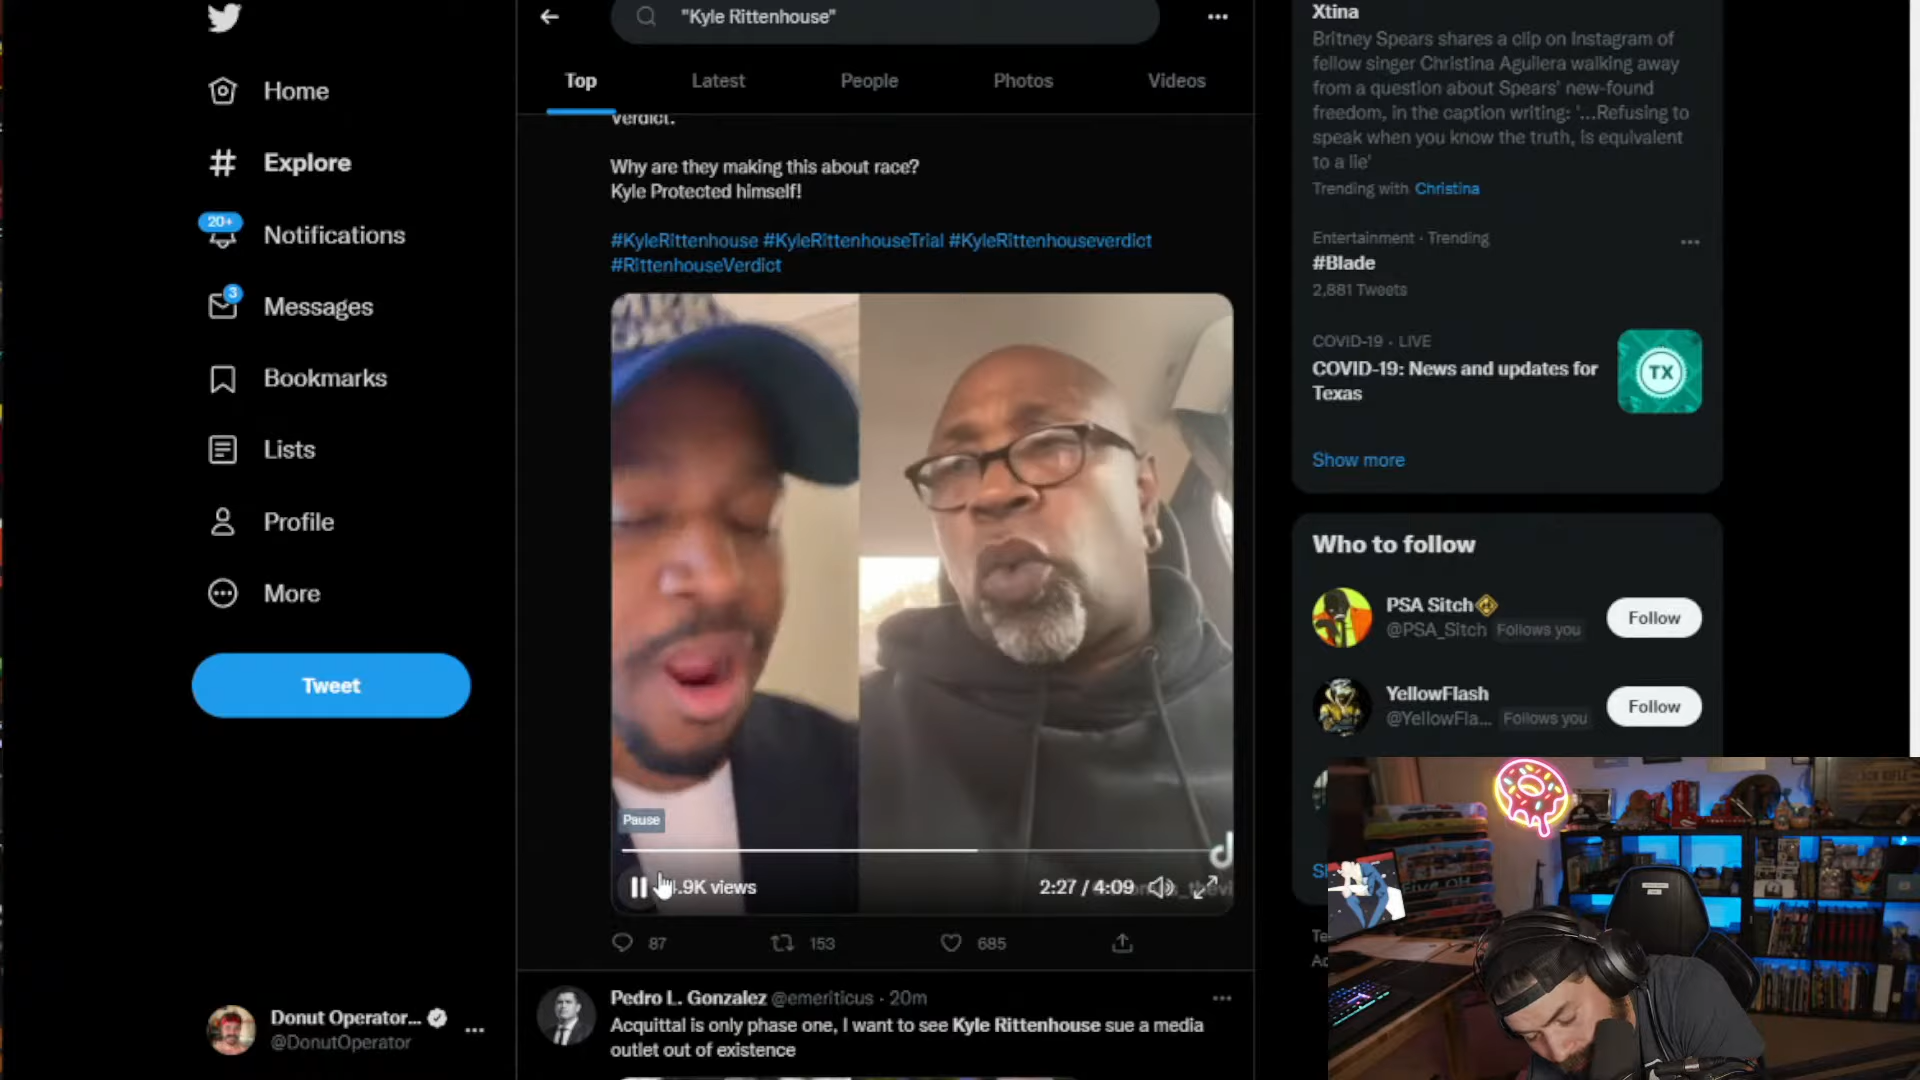 Home
Explore
20+
Notifications
3
Messages
Bookmarks
Lists
Profile
More
Tweet
Donut Operator...
@DonutOperator
"Kyle Rittenhouse"
Top
Latest
People
Photos
Videos
Verdict.
Why are they making this about race?
Kyle Protected himself!
#KyleRittenhouse #KyleRittenhouseTrial #KyleRittenhouseverdict
#RittenhouseVerdict
Pause
.9K views
2:27 / 4:09
87
153
685
Pedro L. Gonzalez @emeriticus · 20m
Acquittal is only phase one, I want to see Kyle Rittenhouse sue a media
outlet out of existence
Xtina
Britney Spears shares a clip on Instagram of
fellow singer Christina Aguilera walking away
from a question about Spears' new-found
freedom, in the caption writing: '...Refusing to
speak when you know the truth, is equivalent
to a lie'
Trending with Christina
Entertainment · Trending
#Blade
2,881 Tweets
COVID-19 · LIVE
COVID-19: News and updates for
Texas
TX
Show more
Who to follow
PSA Sitch
@PSA_Sitch Follows you
Follow
YellowFlash
@YellowFla... Follows you
Follow